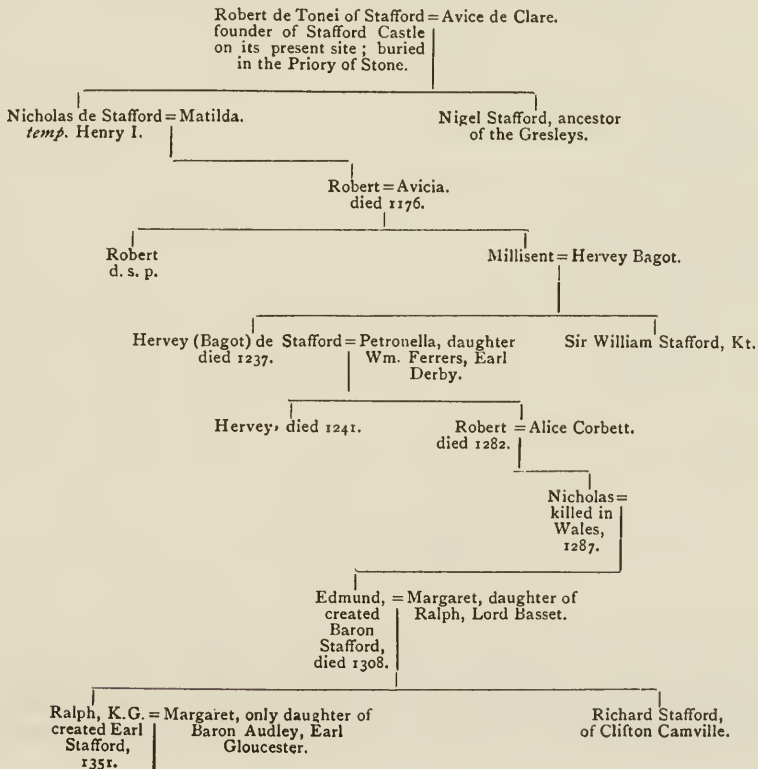 Robert de Tonei of Stafford = Avice de Clare.
founder of Stafford Castle
on its present site ; buried
in the Priory of Stone.
Nicholas de Stafford = Matilda.
temp. Henry I.
Nigel Stafford, ancestor
of the Gresleys.
Robert = Avicia.
died 1176.
Robert
d. s. p.
Millisent = Hervey Bagot.
Hervey (Bagot) de Stafford = Petronella, daughter
died 1237.
Wm. Ferrers, Earl
Derby.
Sir William Stafford, Kt.
Hervey, died 1241.
Robert = Alice Corbett.
died 1282.
Nicholas =
killed in
Wales,
1287.
Edmund, = Margaret, daughter of
created
Ralph, Lord Basset.
Baron
Stafford,
died 1308.
Ralph, K.G. = Margaret, only daughter of
created Earl
Baron Audley, Earl
Stafford,
Gloucester.
1351.
Richard Stafford,
of Clifton Camville.